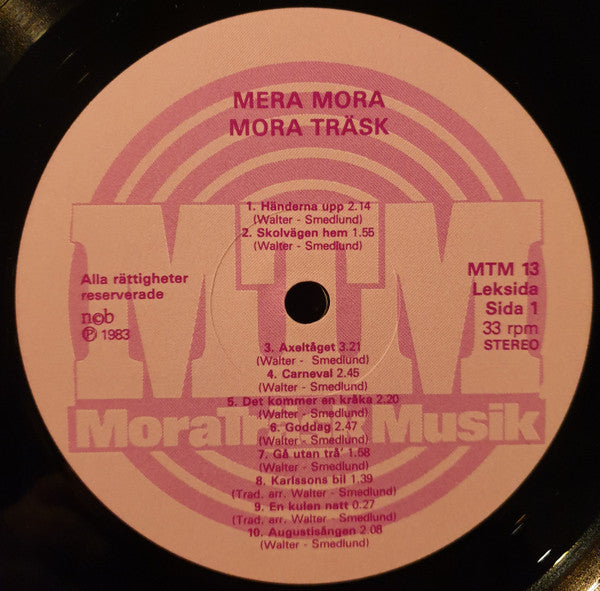 MERA MORA
MORA TRÄSK
1. Händerna upp 2.14
(Walter - Smedlund)
2. Skolvägen hem 1.55
(Walter - Smedlund)
MTM
Alla rättigheter
reserverade
n©b
℗ 1983
MTM 13
Leksida
Sida 1
33 rpm
STEREO
3. Axeltåget 3.21
(Walter - Smedlund)
4. Carneval 2.45
(Walter - Smedlund)
5. Det kommer en kråka 2.20
(Walter - Smedlund)
6. Goddag 2.47
(Walter - Smedlund)
7. Gå utan trå' 1.58
(Walter - Smedlund)
8. Karlssons bil 1.39
(Trad. arr. Walter - Smedlund)
9. En kulen natt 0.27
(Trad. arr. Walter - Smedlund)
10. Augustisången 2.08
(Walter - Smedlund)
MoraTräsk Musik